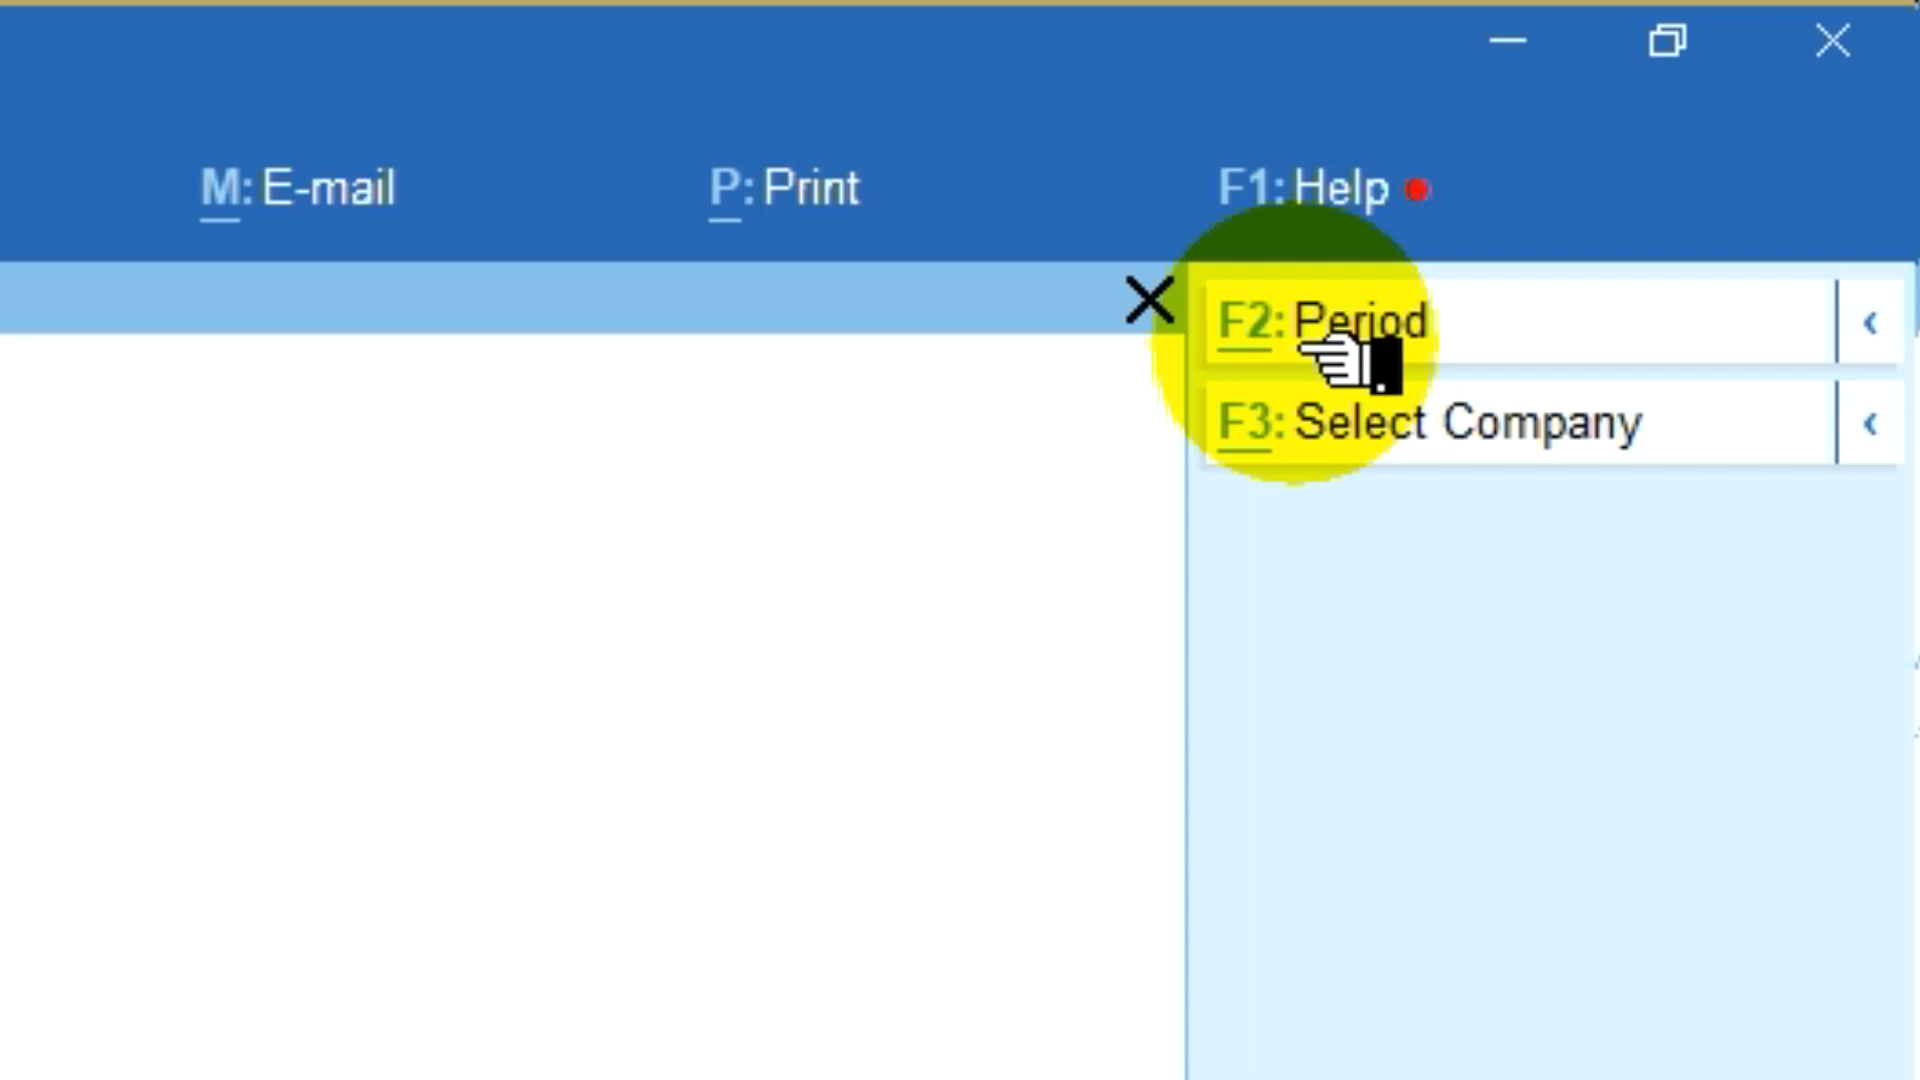 M: E-mail
P: Print
F1: Help
F2: Period
F3: Select Company